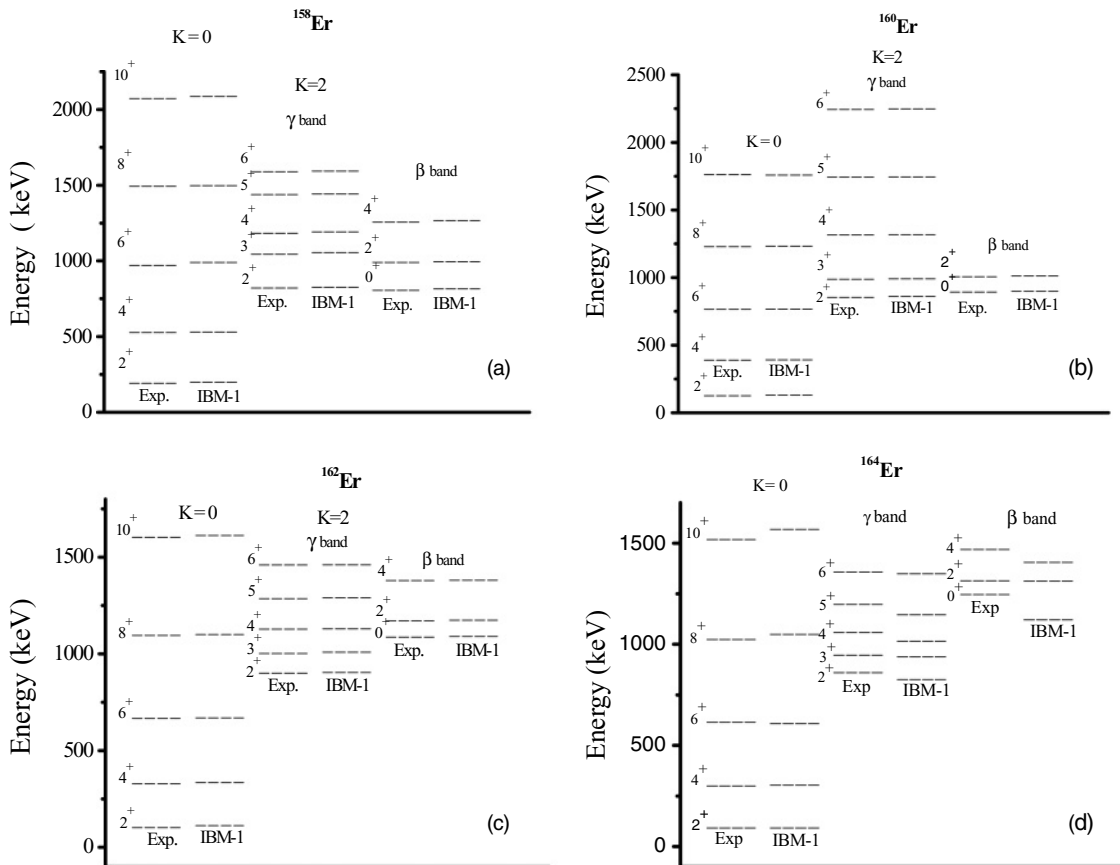 ¹⁵⁸Er
K = 0
K=2
γ band
β band
Energy ( keV)
2000
1500
1000
500
0
10⁺
8⁺
6⁺
4⁺
2⁺
Exp.
IBM-1
6⁺
5⁺
4⁺
3⁺
2⁺
Exp.
IBM-1
4⁺
2⁺
0⁺
Exp.
IBM-1
(a)
¹⁶⁰Er
K=2
γ band
K=0
β band
Energy (keV)
2500
2000
1500
1000
500
0
10⁺
8⁺
6⁺
4⁺
2⁺
Exp.
IBM-1
6⁺
5⁺
4⁺
3⁺
2⁺
Exp.
IBM-1
2⁺
0⁺
Exp.
IBM-1
(b)
¹⁶²Er
K=0
K=2
γ band
β band
Energy (keV)
1500
1000
500
0
10⁺
8⁺
6⁺
4⁺
2⁺
Exp.
IBM-1
6⁺
5⁺
4⁺
3⁺
2⁺
Exp.
IBM-1
4⁺
2⁺
0⁺
Exp.
IBM-1
(c)
¹⁶⁴Er
K= 0
γ band
β band
Energy (keV)
1500
1000
500
0
10⁺
8⁺
6⁺
4⁺
2⁺
Exp
IBM-1
6⁺
5⁺
4⁺
3⁺
2⁺
Exp
IBM-1
4⁺
2⁺
0⁺
Exp
IBM-1
(d)